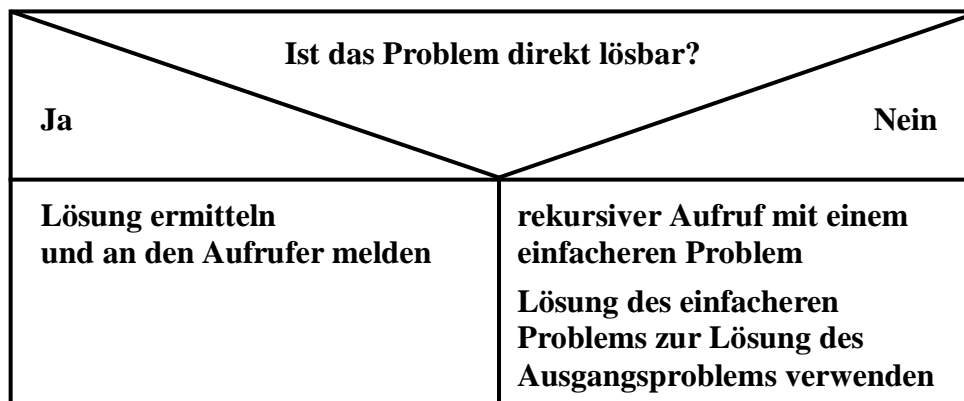 Ist das Problem direkt lösbar?
Ja
Nein
Lösung ermitteln
und an den Aufrufer melden
rekursiver Aufruf mit einem
einfacheren Problem
Lösung des einfacheren
Problems zur Lösung des
Ausgangsproblems verwenden